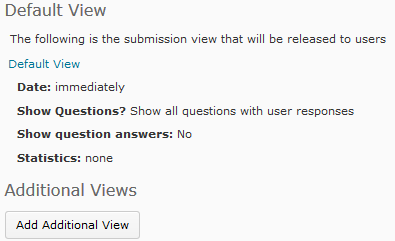 Default View
The following is the submission view that will be released to users
Default View
Date: immediately
Show Questions? Show all questions with user responses
Show question answers: No
Statistics: none
Additional Views
Add Additional View